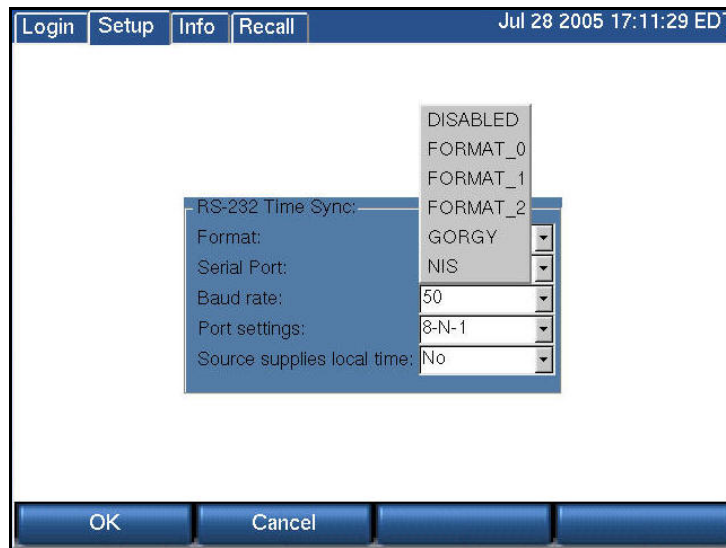 Login Setup Info Recall Jul 28 2005 17:11:29 EDT
DISABLED
FORMAT_0
FORMAT_1
FORMAT_2
GORGY
NIS
RS-232 Time Sync:
Format:
Serial Port:
Baud rate: 50
Port settings: 8-N-1
Source supplies local time: No
OK Cancel